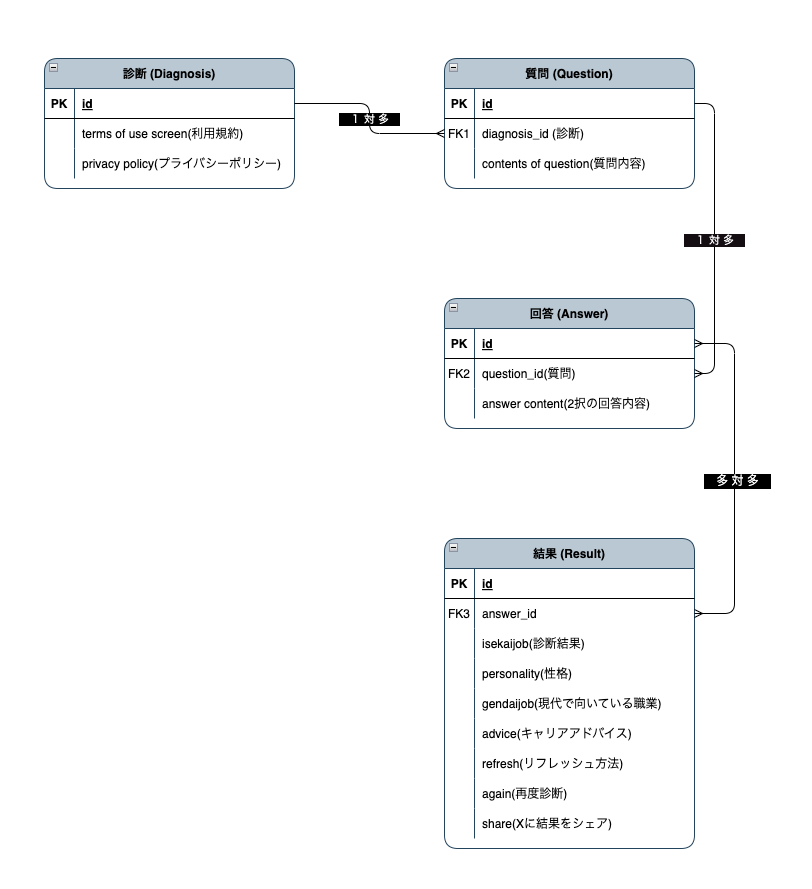 診断 (Diagnosis)
PK id
terms of use screen(利用規約)
privacy policy(プライバシーポリシー)
1 対 多
質問 (Question)
PK id
FK1 diagnosis_id (診断)
contents of question(質問内容)
1 対 多
回答 (Answer)
PK id
FK2 question_id(質問)
answer content(2択の回答内容)
多 対 多
結果 (Result)
PK id
FK3 answer_id
isekaijob(診断結果)
personality(性格)
gendaijob(現代で向いている職業)
advice(キャリアアドバイス)
refresh(リフレッシュ方法)
again(再度診断)
share(Xに結果をシェア)